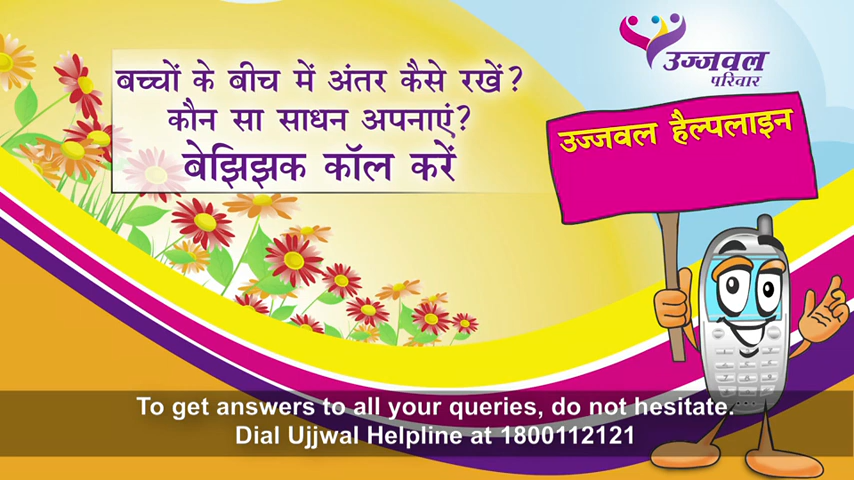 बच्चों के बीच में अंतर कैसे रखें?
कौन सा साधन अपनाएं?
बेझिझक कॉल करें
उज्जवल
परिवार
उज्जवल हैल्पलाइन
To get answers to all your queries, do not hesitate.
Dial Ujjwal Helpline at 1800112121